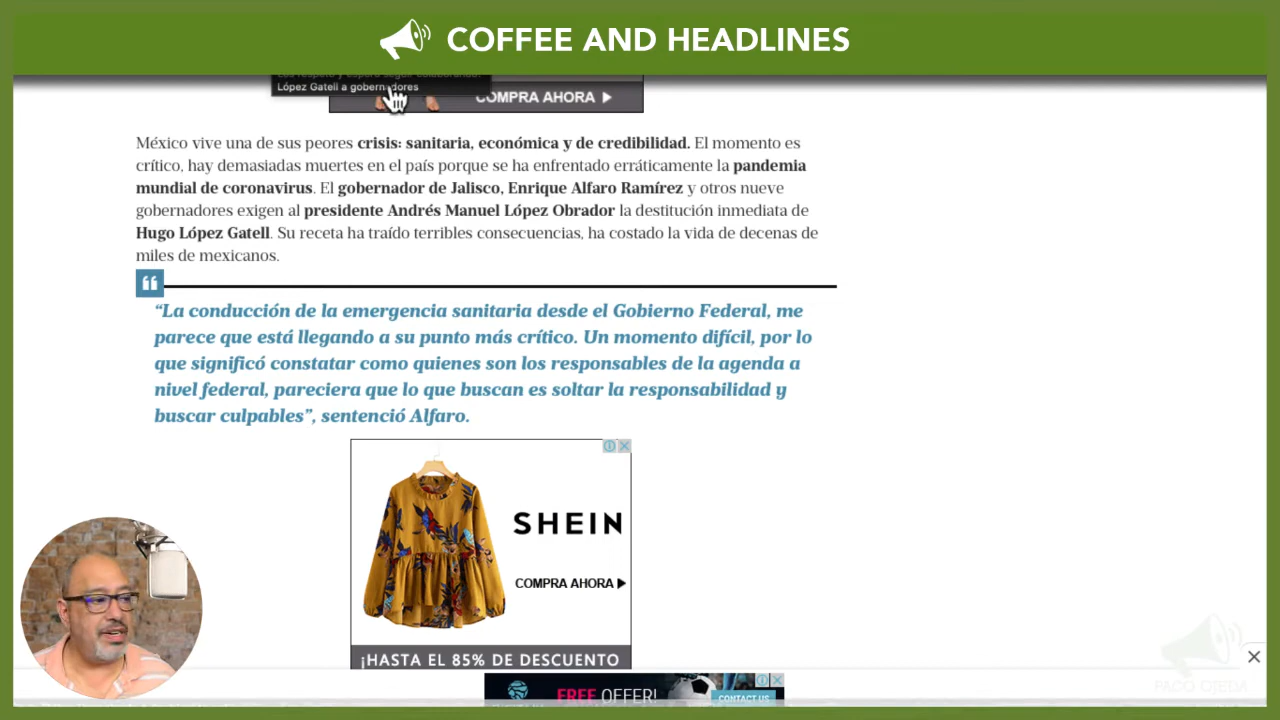 COFFEE AND HEADLINES
Los respeto y espero seguir colaborando:
López Gatell a gobernadores
COMPRA AHORA
México vive una de sus peores crisis: sanitaria, económica y de credibilidad. El momento es
crítico, hay demasiadas muertes en el país porque se ha enfrentado erráticamente la pandemia
mundial de coronavirus. El gobernador de Jalisco, Enrique Alfaro Ramírez y otros nueve
gobernadores exigen al presidente Andrés Manuel López Obrador la destitución inmediata de
Hugo López Gatell. Su receta ha traído terribles consecuencias, ha costado la vida de decenas de
miles de mexicanos.
“La conducción de la emergencia sanitaria desde el Gobierno Federal, me
parece que está llegando a su punto más crítico. Un momento difícil, por lo
que significó constatar como quienes son los responsables de la agenda a
nivel federal, pareciera que lo que buscan es soltar la responsabilidad y
buscar culpables”, sentenció Alfaro.
SHEIN
COMPRA AHORA
¡HASTA EL 85% DE DESCUENTO
FREE OFFER!
CONTACT US
PACO OJEDA